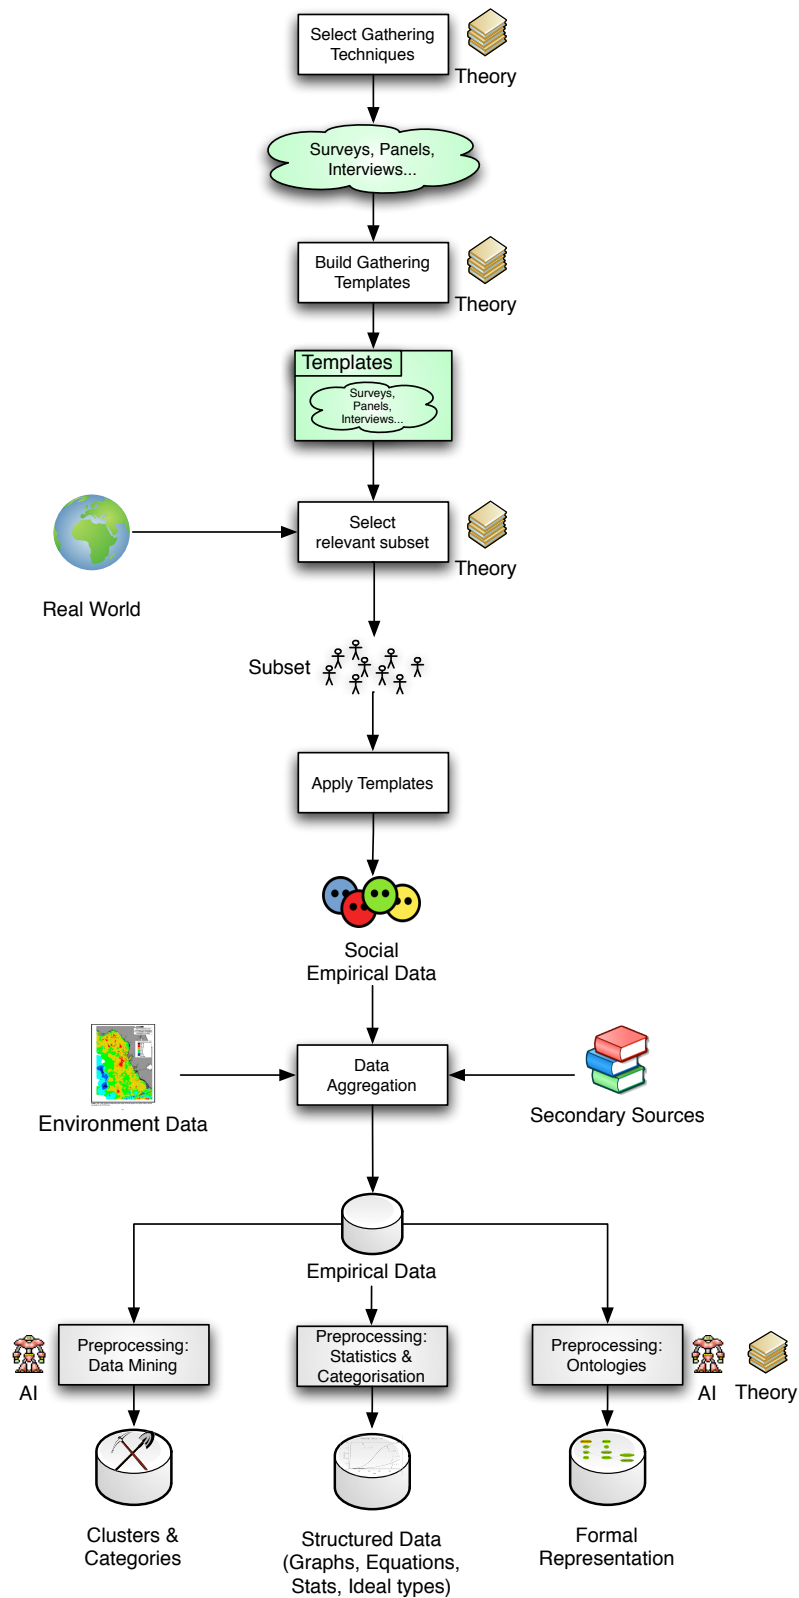 Select Gathering
Techniques
Theory
Surveys, Panels,
Interviews...
Build Gathering
Templates
Theory
Templates
Surveys,
Panels,
Interviews...
Select
relevant subset
Theory
Real World
Subset
Apply Templates
Social
Empirical Data
Data
Aggregation
Environment Data
Secondary Sources
Empirical Data
Preprocessing:
Data Mining
AI
Preprocessing:
Statistics &
Categorisation
Preprocessing:
Ontologies
AI
Theory
Clusters &
Categories
Structured Data
(Graphs, Equations,
Stats, Ideal types)
Formal
Representation